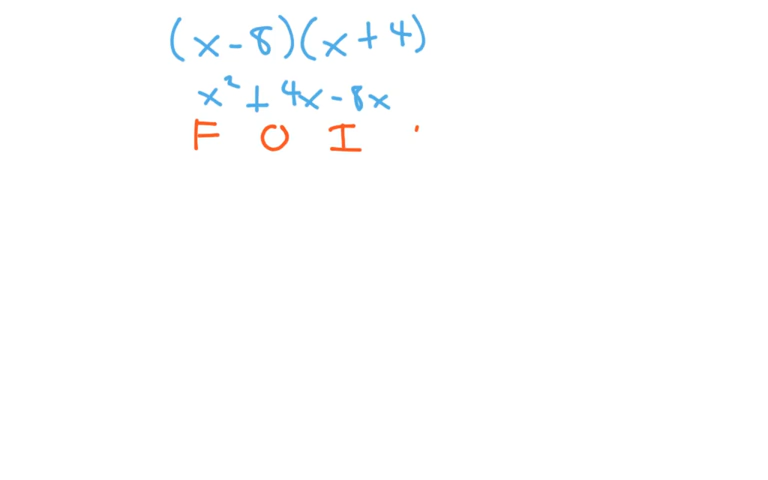 (x-8)(x+4)
x² + 4x - 8x
F O I